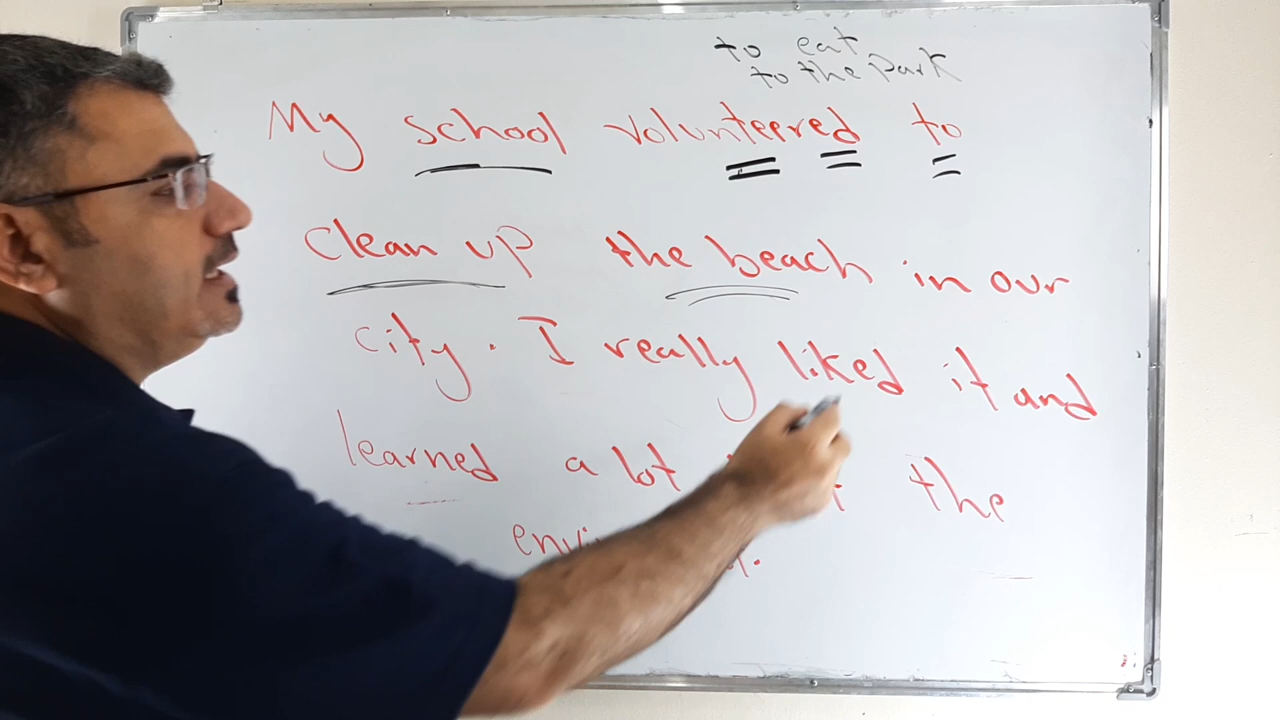 to eat
to the park
My school volunteered to
clean up the beach in our
city. I really liked it and
learned a lot the